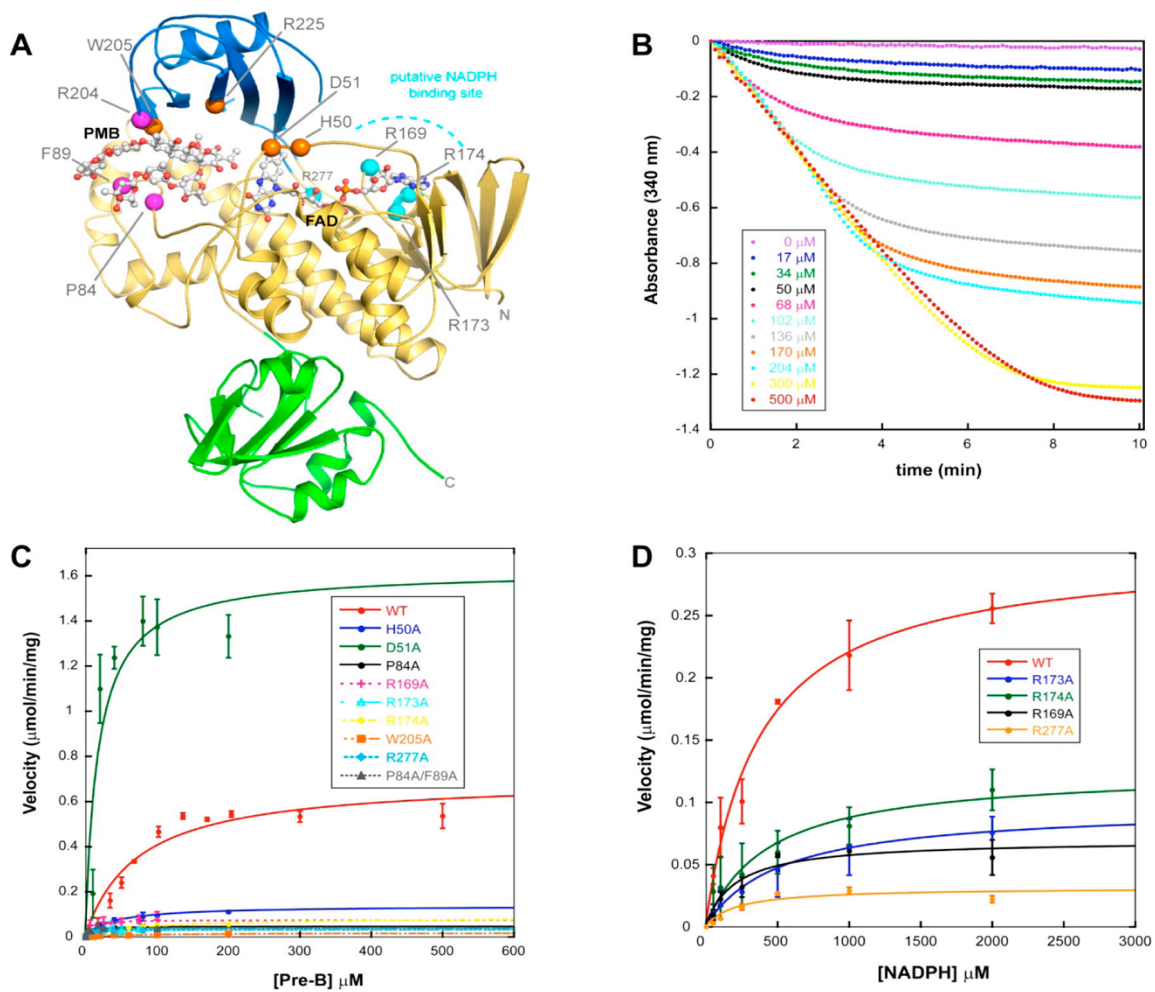 A
R225
W205
D51
putative NADPH
binding site
R204
H50
PMB
R169
F89
R174
R277
FAD
P84
R173
N
C
B
Absorbance (340 nm)
0
-0.2
-0.4
-0.6
-0.8
-1
-1.2
-1.4
0 μM
17 μM
34 μM
50 μM
68 μM
102 μM
136 μM
170 μM
204 μM
300 μM
500 μM
0 2 4 6 8 10
time (min)
C
Velocity (μmol/min/mg)
1.6
1.4
1.2
1
0.8
0.6
0.4
0.2
0
WT
H50A
D51A
P84A
R169A
R173A
R174A
W205A
R277A
P84A/F89A
0 100 200 300 400 500 600
[Pre-B] μM
D
Velocity (μmol/min/mg)
0.3
0.25
0.2
0.15
0.1
0.05
0
WT
R173A
R174A
R169A
R277A
0 500 1000 1500 2000 2500 3000
[NADPH] μM